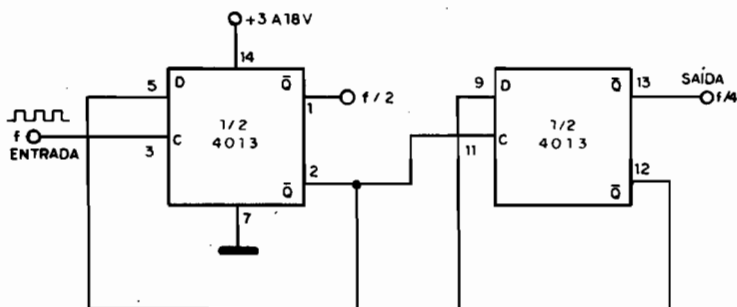 +3 A 18V
14
5
D
Q̄
1
f/2
f
ENTRADA
3
C
1/2
4013
2
Q̄
7
9
D
Q̄
13
SAÍDA
f/4
11
C
1/2
4013
12
Q̄